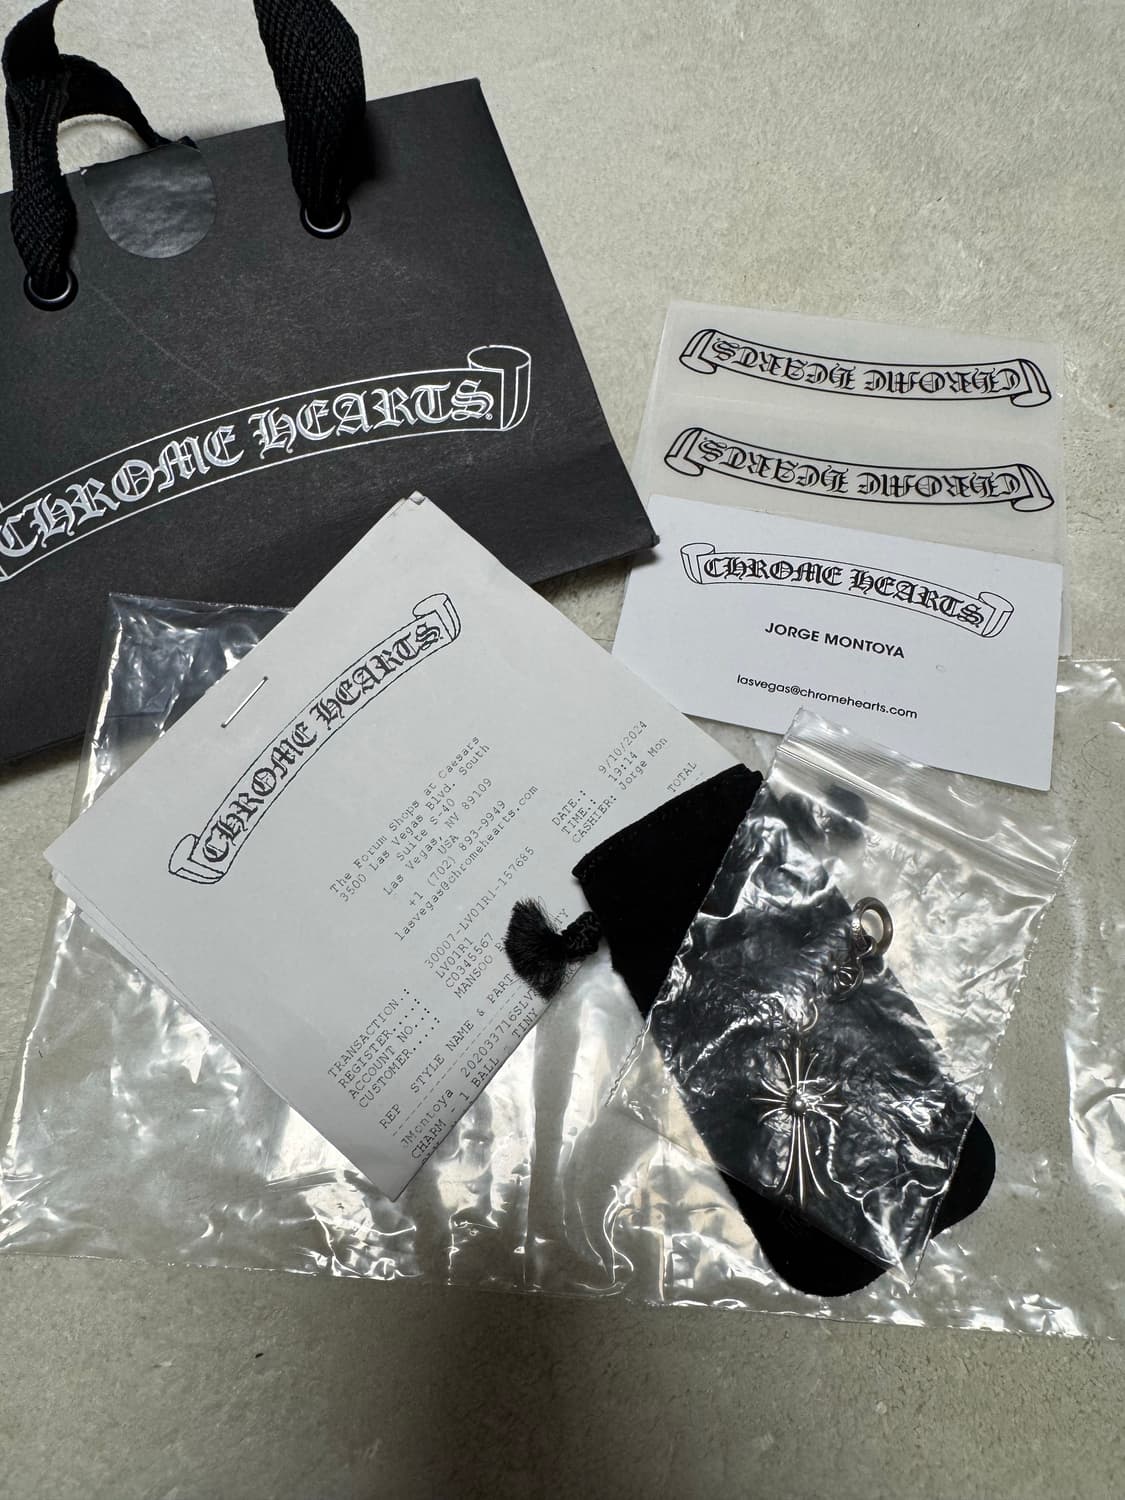 CHROME HEARTS
CHROME HEARTS
CHROME HEARTS
CHROME HEARTS
JORGE MONTOYA
lasvegas@chromehearts.com
CHROME HEARTS
The Forum Shops at Caesars
3500 Las Vegas Blvd. South
Suite S-40
Las Vegas, NV 89109
USA
+1 (702) 893-9949
lasvegas@chromehearts.com
DATE.: 9/10/2024
TIME.: 19:14
CASHIER: Jorge Mon
TRANSACTION.: 30007-LV01R1-157685
REGISTER....: LV01R1
ACCOUNT NO..: C0345567
CUSTOMER....: MANSOO
REP STYLE NAME & PART TOTAL
JMontoya 202033716SLV
CHARM - 1 BALL - TINY